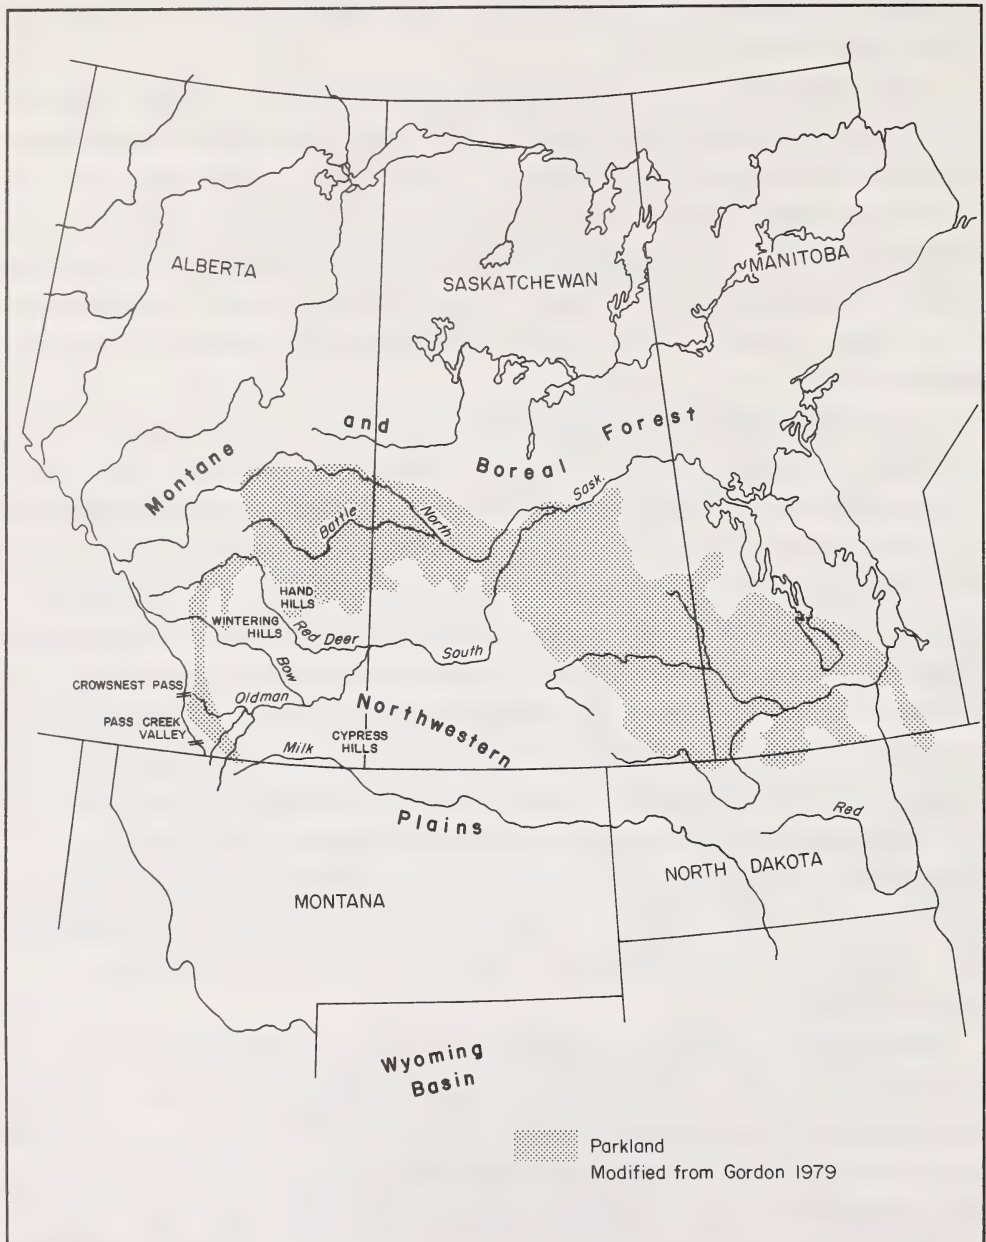 ALBERTA
SASKATCHEWAN
MANITOBA
Montane and Boreal Forest
Sask.
Battle
North
HAND
HILLS
WINTERING
HILLS
Red Deer
South
Bow
CROWSNEST PASS
Oldman
PASS CREEK
VALLEY
CYPRESS
HILLS
Milk
Northwestern
Plains
Red
NORTH DAKOTA
MONTANA
Wyoming
Basin
Parkland
Modified from Gordon 1979